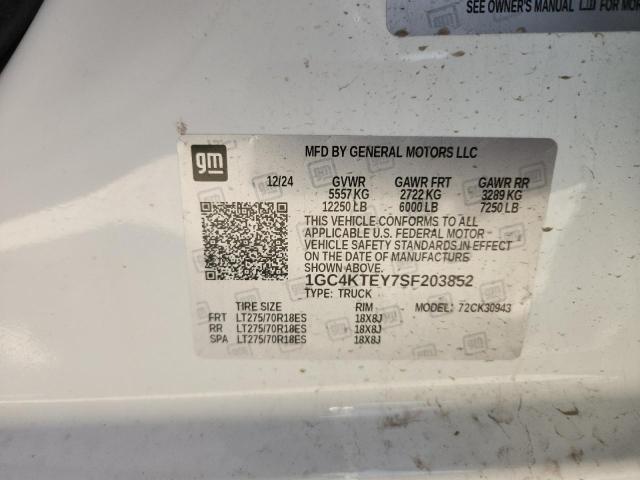 SEE OWNER'S MANUAL
gm
MFD BY GENERAL MOTORS LLC
12/24 GVWR GAWR FRT GAWR RR
5557 KG 2722 KG 3289 KG
12250 LB 6000 LB 7250 LB
THIS VEHICLE CONFORMS TO ALL
APPLICABLE U.S. FEDERAL MOTOR
VEHICLE SAFETY STANDARDS IN EFFECT
ON THE DATE OF MANUFACTURE
SHOWN ABOVE
1GC4KTEY7SF203852
TYPE: TRUCK MODEL: 72CK30943
TIRE SIZE RIM
FRT LT275/70R18ES 18X8J
RR LT275/70R18ES 18X8J
SPA LT275/70R18ES 18X8J